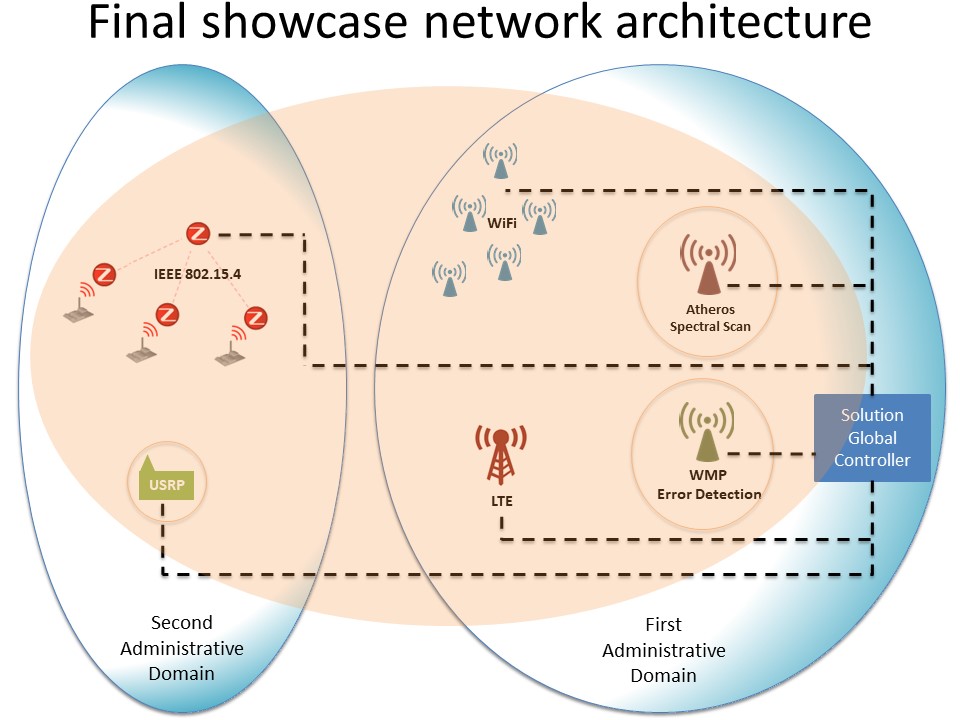 Final showcase network architecture
WiFi
IEEE 802.15.4
Atheros
Spectral Scan
Solution
Global
Controller
USRP
LTE
WMP
Error Detection
Second
Administrative
Domain
First
Administrative
Domain